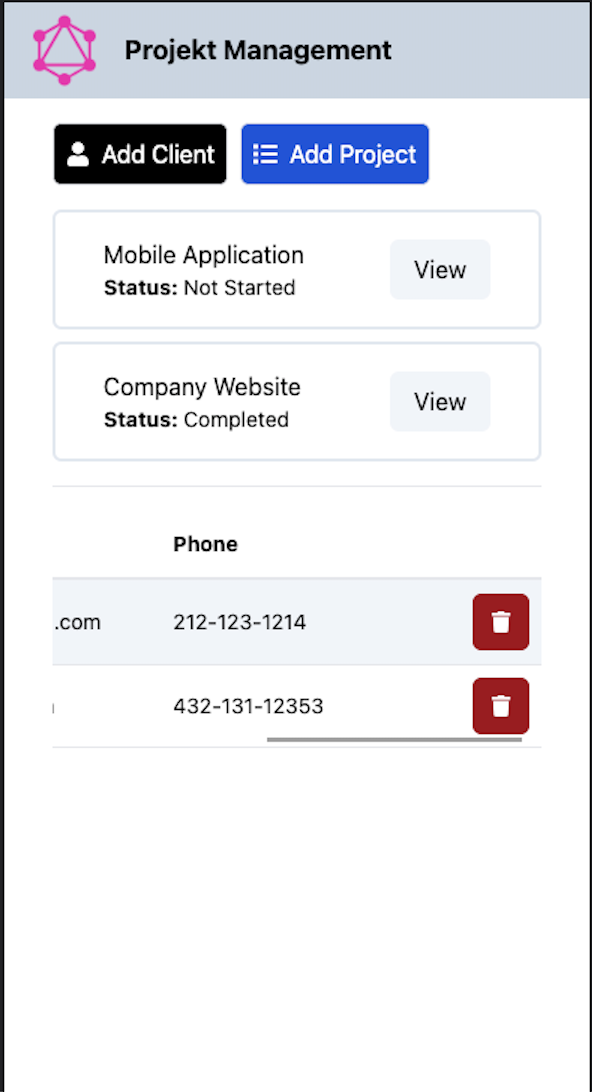 Projekt Management
Add Client
Add Project
Mobile Application
Status: Not Started
View
Company Website
Status: Completed
View
Phone
.com 212-123-1214
432-131-12353